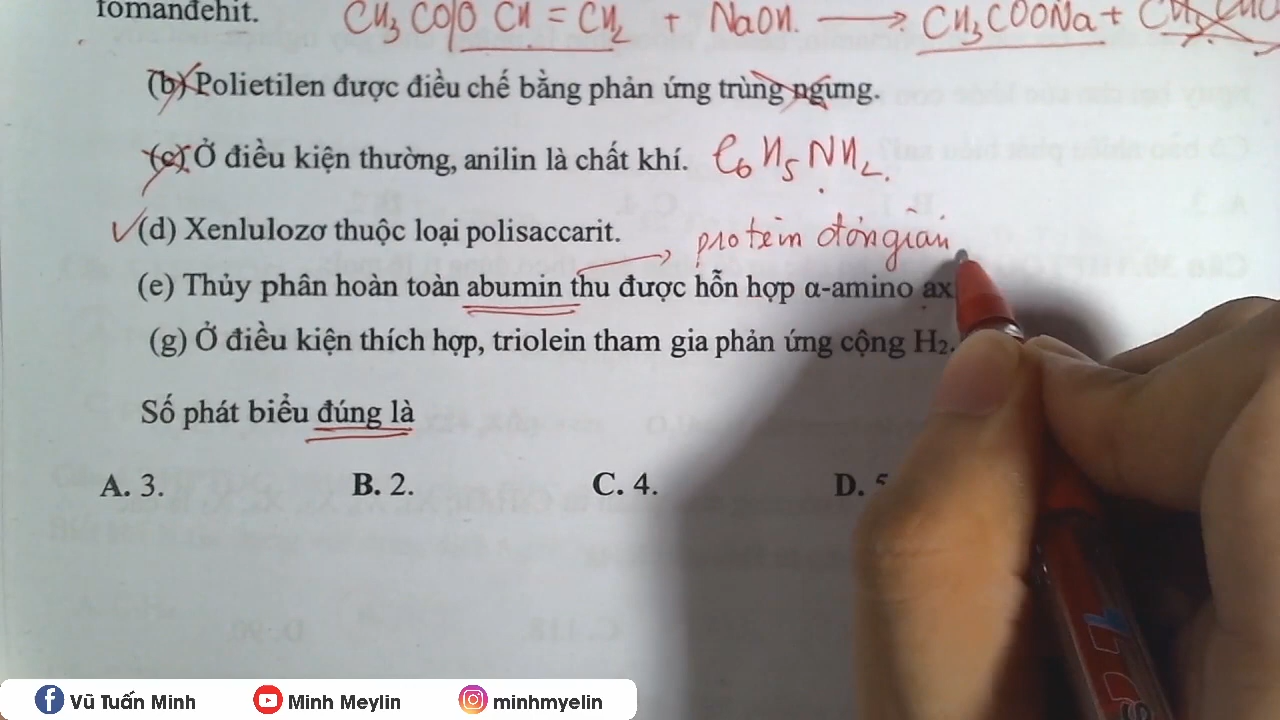 fomanđehit. CH3COO CH = CH2 + NaOH → CH3COONa +
(b) Polietilen được điều chế bằng phản ứng trùng ngưng.
(c) Ở điều kiện thường, anilin là chất khí. C6H5NH2.
(d) Xenlulozơ thuộc loại polisaccarit.
protein đơn giản
(e) Thủy phân hoàn toàn abumin thu được hỗn hợp α-amino ax
(g) Ở điều kiện thích hợp, triolein tham gia phản ứng cộng H2.
Số phát biểu đúng là
A. 3. B. 2. C. 4. D.
Vũ Tuấn Minh Minh Meylin minhmyelin